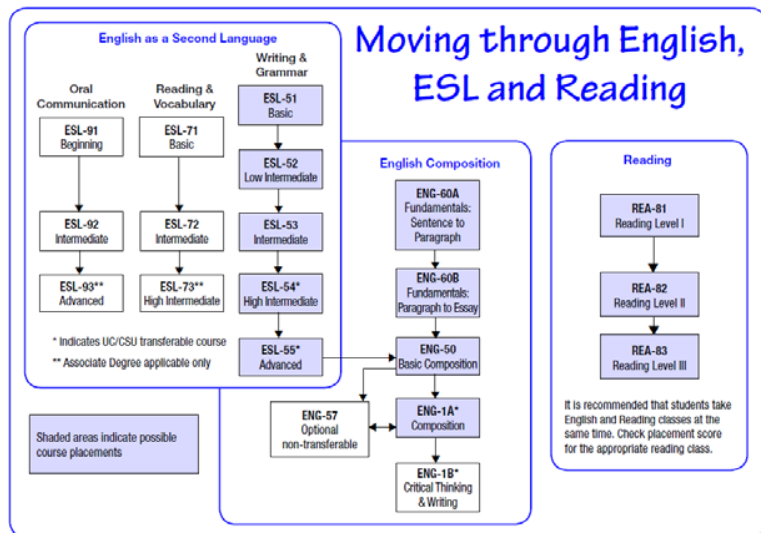 Moving through English,
ESL and Reading
English as a Second Language
Oral
Communication
ESL-91
Beginning
ESL-92
Intermediate
ESL-93**
Advanced
Reading &
Vocabulary
ESL-71
Basic
ESL-72
Intermediate
ESL-73**
High Intermediate
Writing &
Grammar
ESL-51
Basic
ESL-52
Low Intermediate
ESL-53
Intermediate
ESL-54*
High Intermediate
ESL-55*
Advanced
* Indicates UC/CSU transferable course
** Associate Degree applicable only
Shaded areas indicate possible
course placements
English Composition
ENG-60A
Fundamentals:
Sentence to
Paragraph
ENG-60B
Fundamentals:
Paragraph to Essay
ENG-50
Basic Composition
ENG-57
Optional
non-transferable
ENG-1A*
Composition
ENG-1B*
Critical Thinking
& Writing
Reading
REA-81
Reading Level I
REA-82
Reading Level II
REA-83
Reading Level III
It is recommended that students take
English and Reading classes at the
same time. Check placement score
for the appropriate reading class.